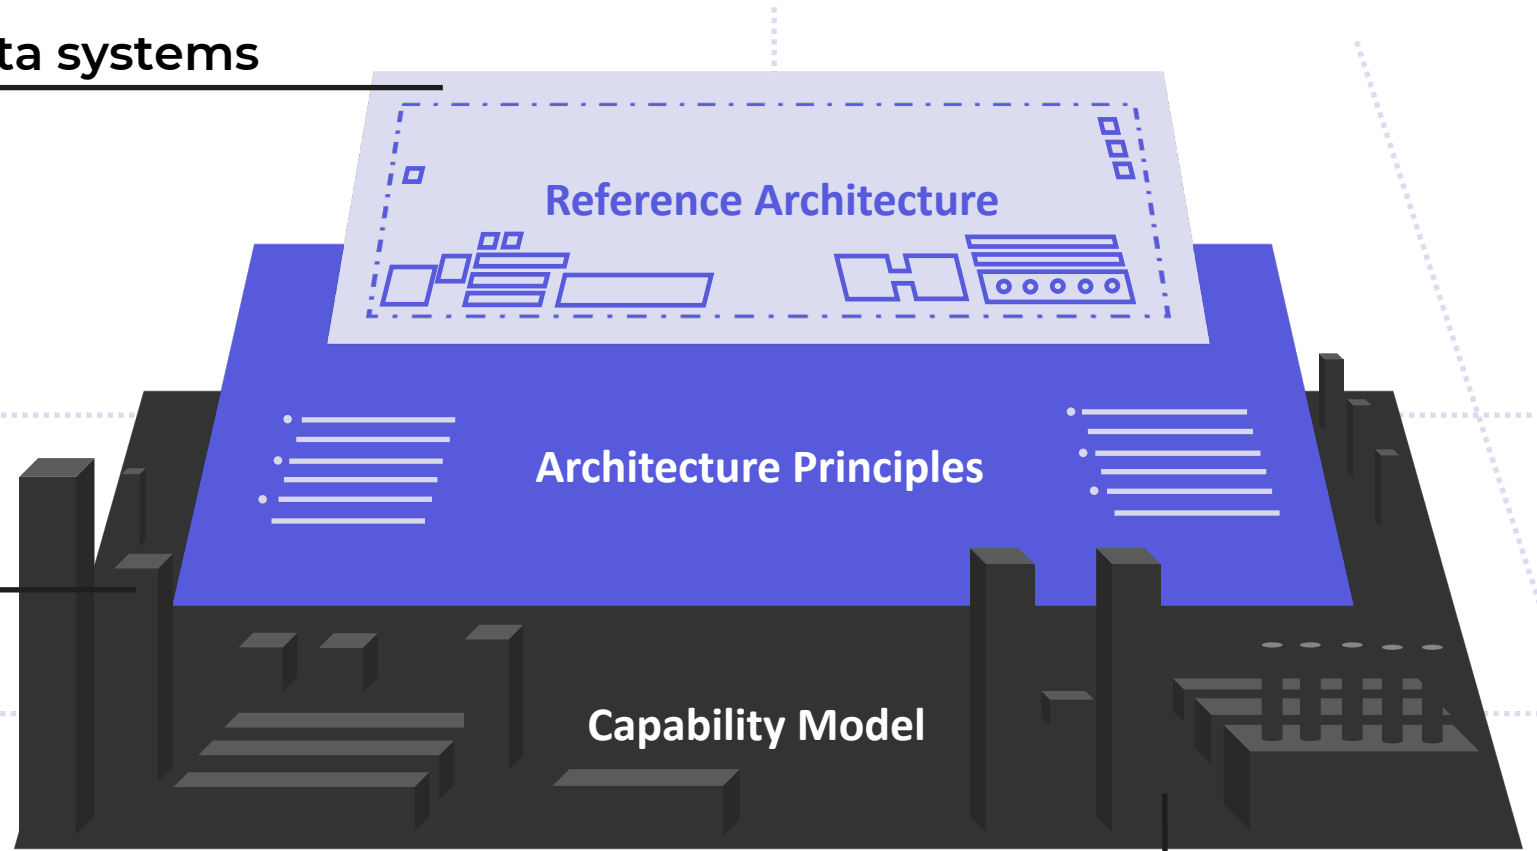 ta systems
Reference Architecture
Architecture Principles
Capability Model